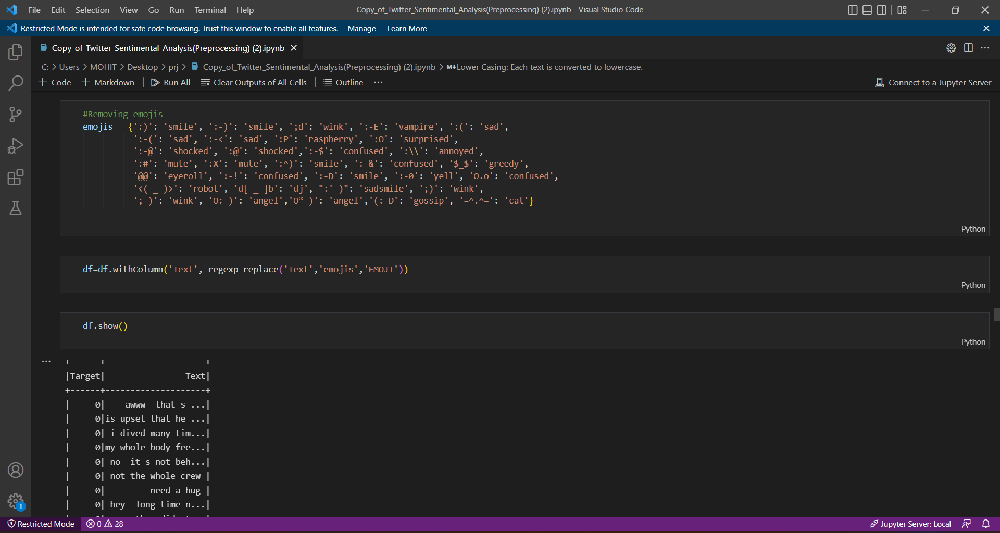 File Edit Selection View Go Run Terminal Help Copy_of_Twitter_Sentimental_Analysis(Preprocessing) (2).ipynb - Visual Studio Code
Restricted Mode is intended for safe code browsing. Trust this window to enable all features. Manage Learn More
Copy_of_Twitter_Sentimental_Analysis(Preprocessing) (2).ipynb
C: > Users > MOHIT > Desktop > prj > Copy_of_Twitter_Sentimental_Analysis(Preprocessing) (2).ipynb > M↓Lower Casing: Each text is converted to lowercase.
+ Code + Markdown | Run All Clear Outputs of All Cells | Outline ··· Connect to a Jupyter Server
#Removing emojis
emojis = {':)': 'smile', ':-)': 'smile', ';d': 'wink', ':-E': 'vampire', ':(': 'sad',
':-(': 'sad', ':-<': 'sad', ':P': 'raspberry', ':O': 'surprised',
':-@': 'shocked', ':@': 'shocked',':-$': 'confused', ':\\': 'annoyed',
':#': 'mute', ':X': 'mute', ':^)': 'smile', ':-&': 'confused', '$_$': 'greedy',
'@@': 'eyeroll', ':-!': 'confused', ':-D': 'smile', ':-0': 'yell', 'O.o': 'confused',
'<(-_-)>': 'robot', 'd[-_-]b': 'dj', ":'-)": 'sadsmile', ';)': 'wink',
';-)': 'wink', 'O:-)': 'angel','O*-)': 'angel','(:-D': 'gossip', '=^.^=': 'cat'}
Python
df=df.withColumn('Text', regexp_replace('Text','emojis','EMOJI'))
Python
df.show()
Python
+------+--------------------+
|Target|                Text|
+------+--------------------+
|     0|    awww  that s ...|
|     0|is upset that he ...|
|     0| i dived many tim...|
|     0|my whole body fee...|
|     0| no  it s not beh...|
|     0| not the whole crew |
|     0|         need a hug |
|     0| hey  long time n...|
1
Restricted Mode 0 28 Jupyter Server: Local